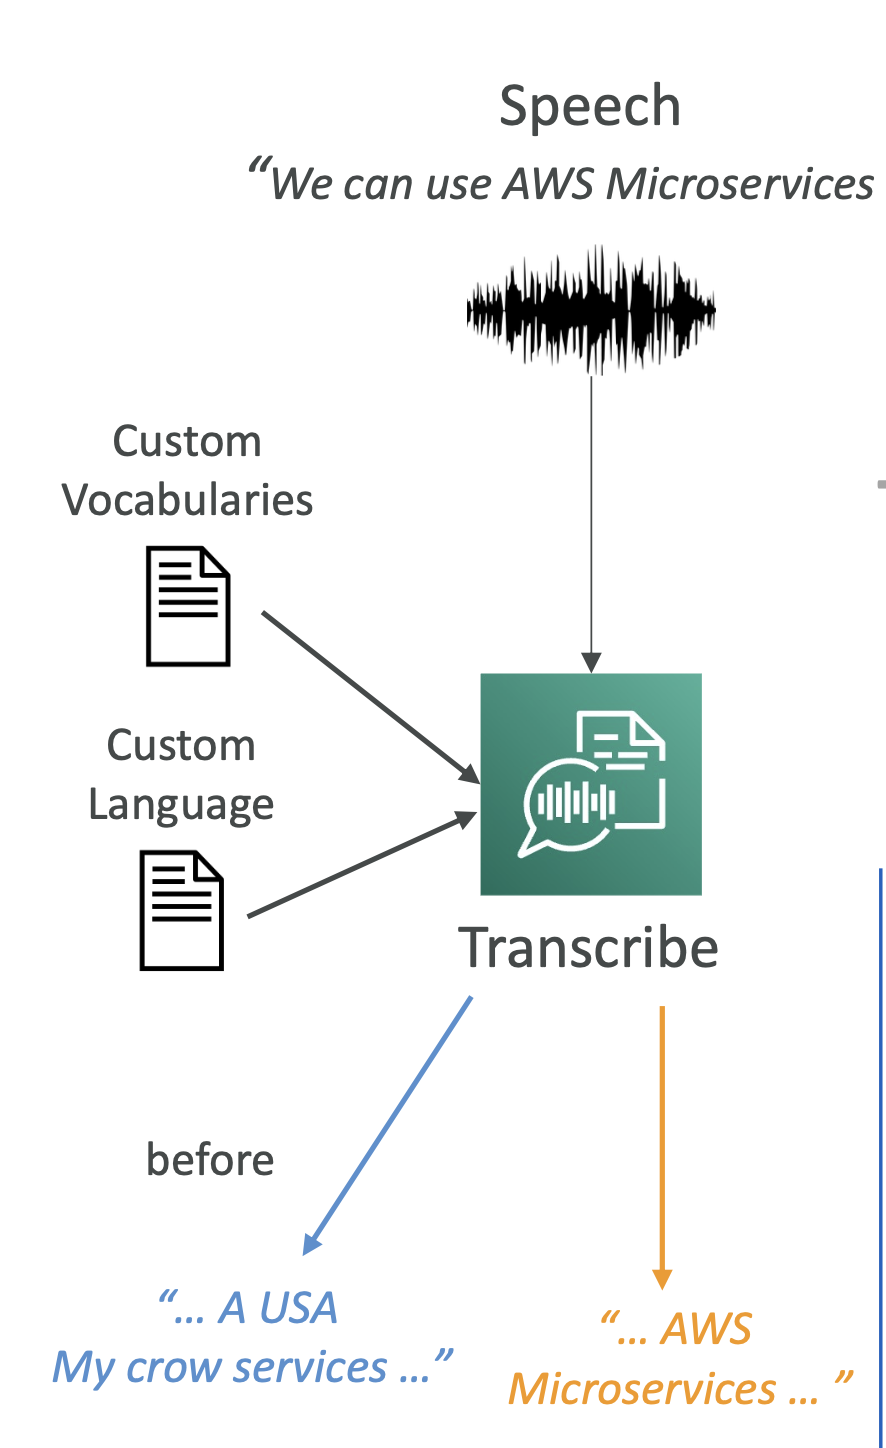 Speech
“We can use AWS Microservices
Custom
Vocabularies
Custom
Language
Transcribe
before
“... A USA
My crow services ...”
“... AWS
Microservices ... ”